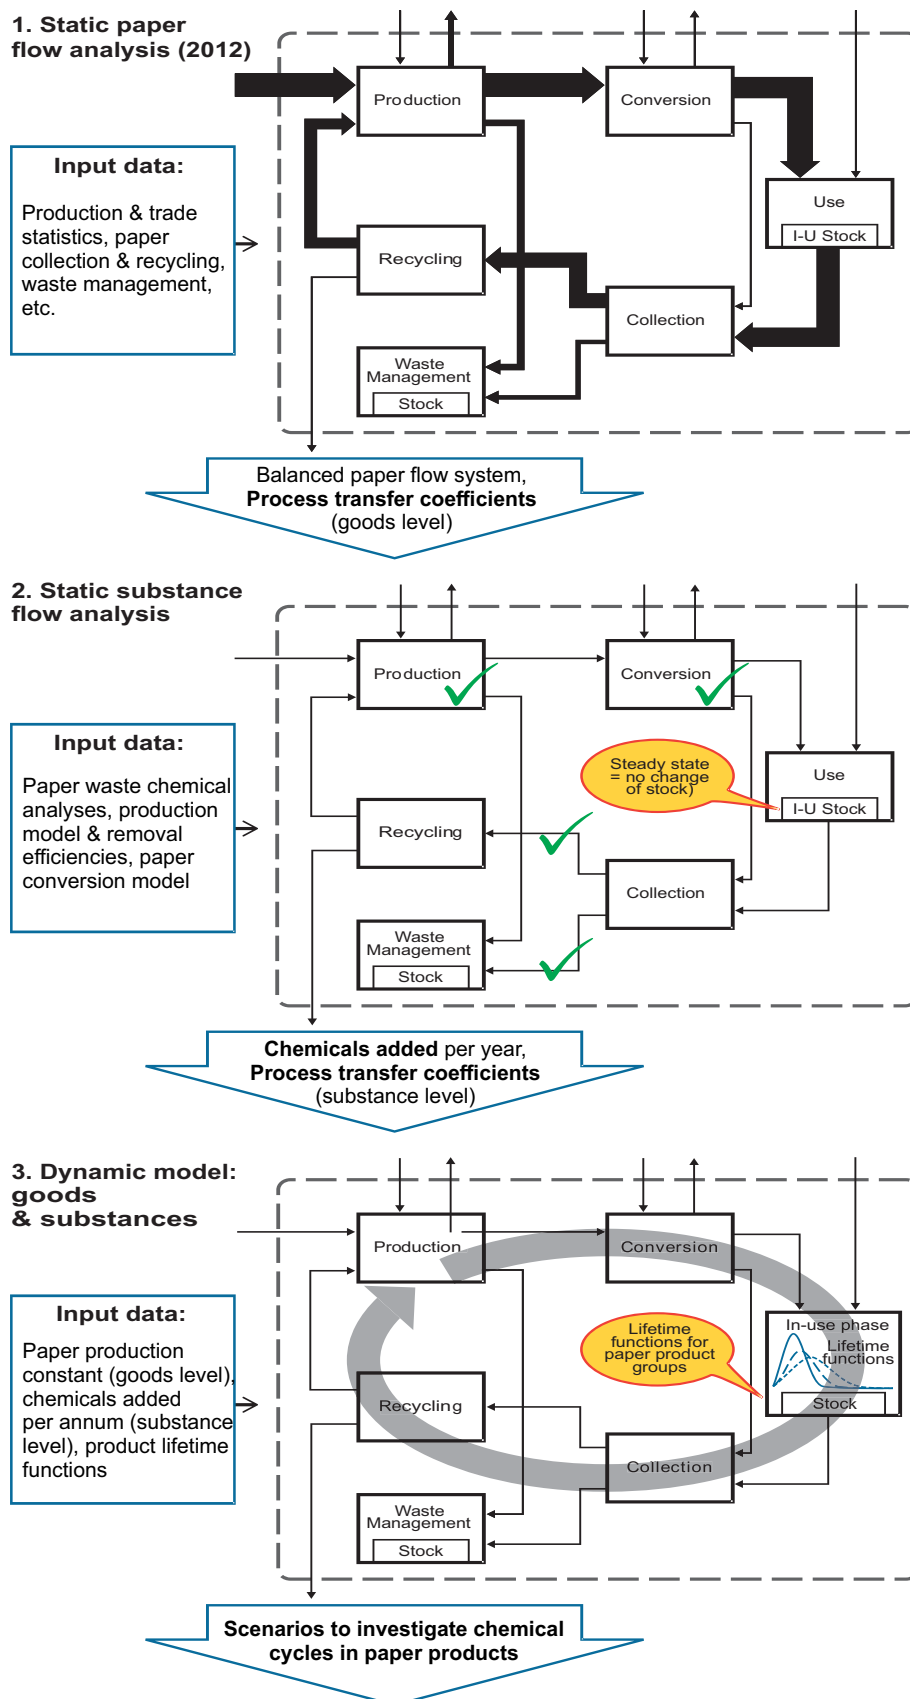 1. Static paper
flow analysis (2012)
Production
Conversion
Input data:
Production & trade
statistics, paper
collection & recycling,
waste management,
etc.
Use
I-U Stock
Recycling
Collection
Waste
Management
Stock
Balanced paper flow system,
Process transfer coefficients
(goods level)
2. Static substance
flow analysis
Production
Conversion
Input data:
Paper waste chemical
analyses, production
model & removal
efficiencies, paper
conversion model
Steady state
= no change
of stock)
Use
I-U Stock
Recycling
Collection
Waste
Management
Stock
Chemicals added per year,
Process transfer coefficients
(substance level)
3. Dynamic model:
goods
& substances
Production
Conversion
Input data:
Paper production
constant (goods level),
chemicals added
per annum (substance
level), product lifetime
functions
Lifetime
functions for
paper product
groups
In-use phase
Lifetime
functions
Stock
Recycling
Collection
Waste
Management
Stock
Scenarios to investigate chemical
cycles in paper products